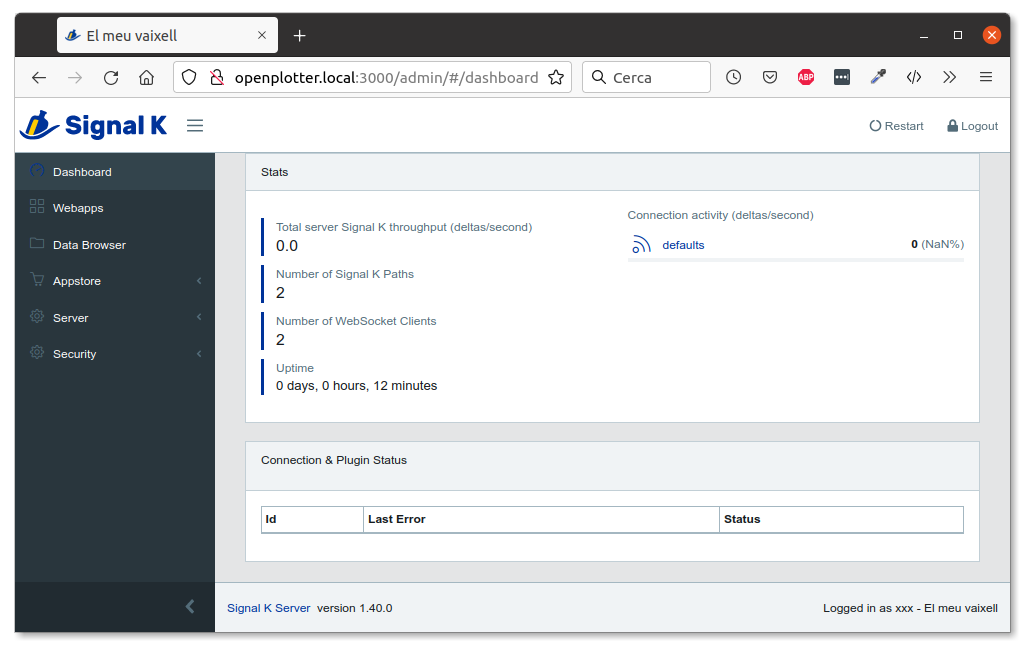 El meu vaixell
openplotter.local:3000/admin/#/dashboard
Cerca
ABP
Signal K
Restart
Logout
Dashboard
Webapps
Data Browser
Appstore
Server
Security
Stats
Total server Signal K throughput (deltas/second)
0.0
Number of Signal K Paths
2
Number of WebSocket Clients
2
Uptime
0 days, 0 hours, 12 minutes
Connection activity (deltas/second)
defaults 0 (NaN%)
Connection & Plugin Status
Id Last Error Status
Signal K Server version 1.40.0
Logged in as xxx - El meu vaixell